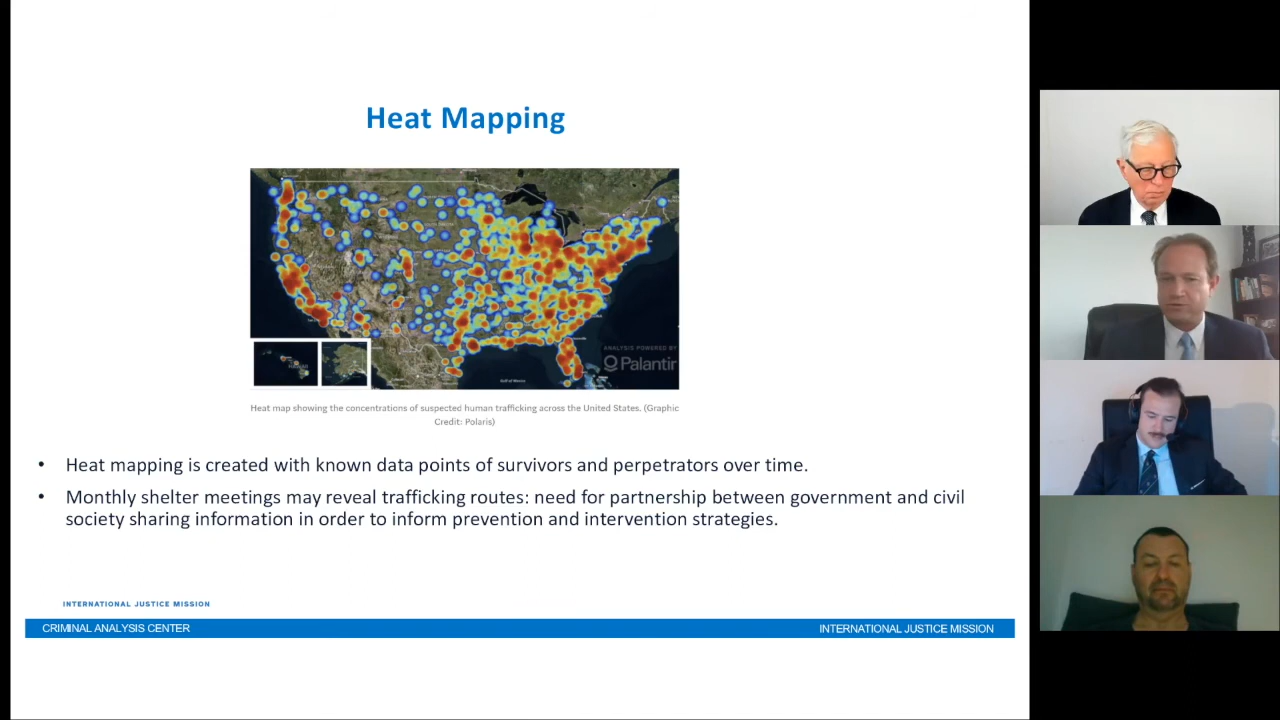 Heat Mapping
ANALYSIS POWERED BY
Palantir
Gulf of Mexico
Heat map showing the concentrations of suspected human trafficking across the United States. (Graphic
Credit: Polaris)
• Heat mapping is created with known data points of survivors and perpetrators over time.
• Monthly shelter meetings may reveal trafficking routes: need for partnership between government and civil
society sharing information in order to inform prevention and intervention strategies.
INTERNATIONAL JUSTICE MISSION
CRIMINAL ANALYSIS CENTER
INTERNATIONAL JUSTICE MISSION